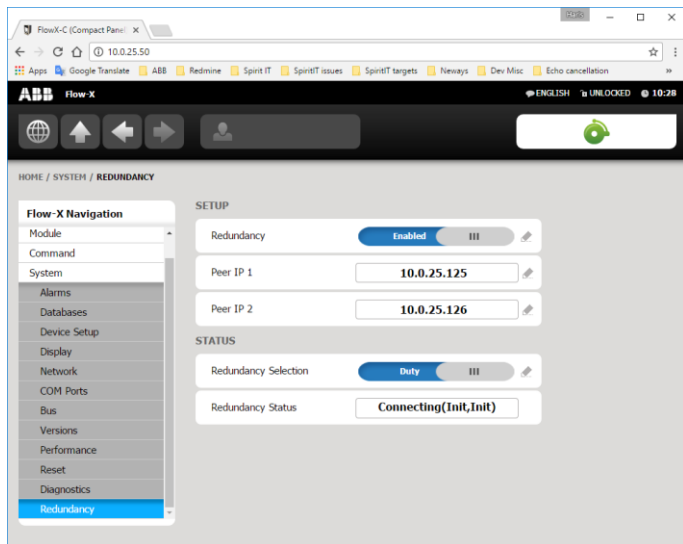 FlowX-C (Compact Panel
10.0.25.50
Apps Google Translate ABB Redmine Spirit IT SpiritIT issues SpiritIT targets Neways Dev Misc Echo cancellation »
ABB Flow-X ENGLISH UNLOCKED 10:28
HOME / SYSTEM / REDUNDANCY
Flow-X Navigation
Module
Command
System
Alarms
Databases
Device Setup
Display
Network
COM Ports
Bus
Versions
Performance
Reset
Diagnostics
Redundancy
SETUP
Redundancy Enabled
Peer IP 1 10.0.25.125
Peer IP 2 10.0.25.126
STATUS
Redundancy Selection Duty
Redundancy Status Connecting(Init,Init)